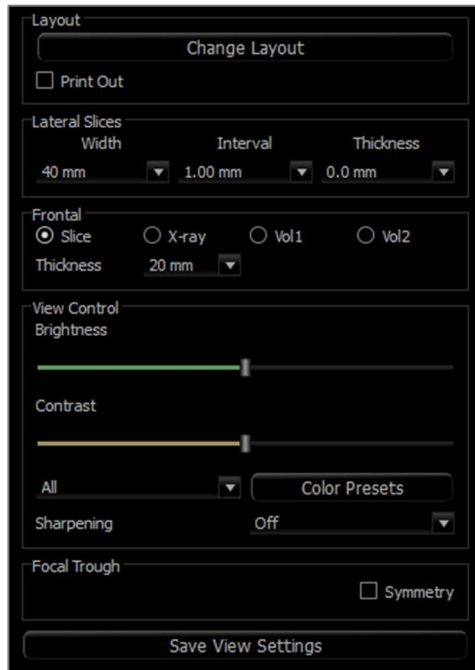 Layout
Change Layout
Print Out
Lateral Slices
Width Interval Thickness
40 mm 1.00 mm 0.0 mm
Frontal
Slice X-ray Vol1 Vol2
Thickness 20 mm
View Control
Brightness
Contrast
All Color Presets
Sharpening Off
Focal Trough
Symmetry
Save View Settings